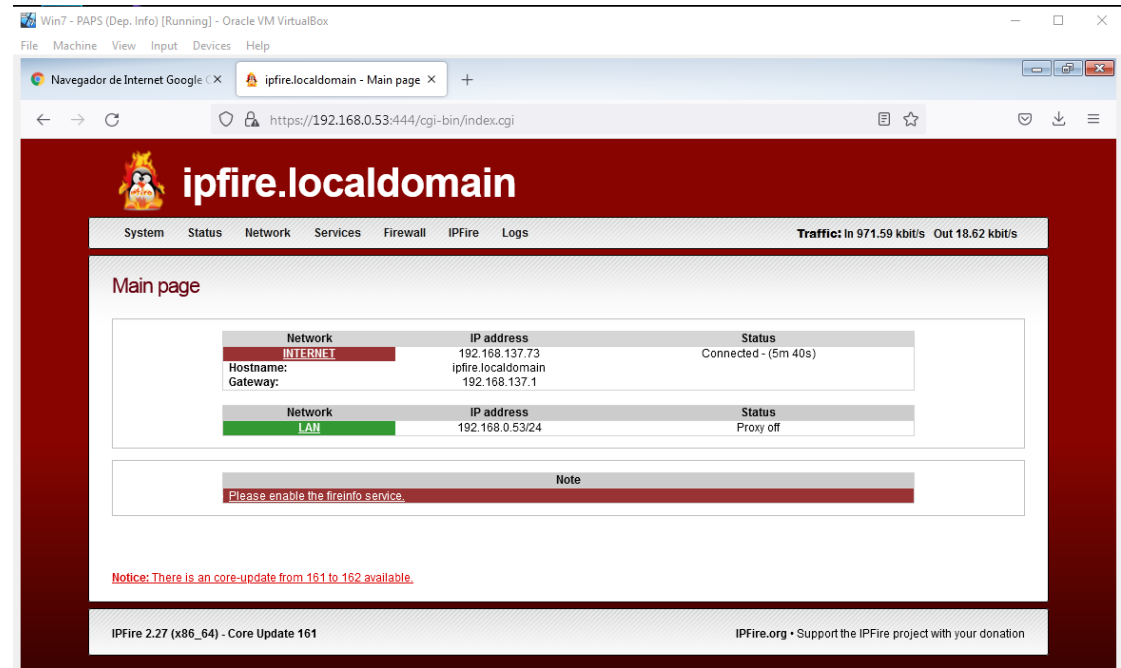 Win7 - PAPS (Dep. Info) [Running] - Oracle VM VirtualBox
File Machine View Input Devices Help
Navegador de Internet Google ipfire.localdomain - Main page
https://192.168.0.53:444/cgi-bin/index.cgi
ipfire.localdomain
System Status Network Services Firewall IPFire Logs Traffic: In 971.59 kbit/s Out 18.62 kbit/s
Main page
Network IP address Status
INTERNET 192.168.137.73 Connected - (5m 40s)
Hostname: ipfire.localdomain
Gateway: 192.168.137.1
Network IP address Status
LAN 192.168.0.53/24 Proxy off
Note
Please enable the fireinfo service.
Notice: There is an core-update from 161 to 162 available.
IPFire 2.27 (x86_64) - Core Update 161 IPFire.org • Support the IPFire project with your donation